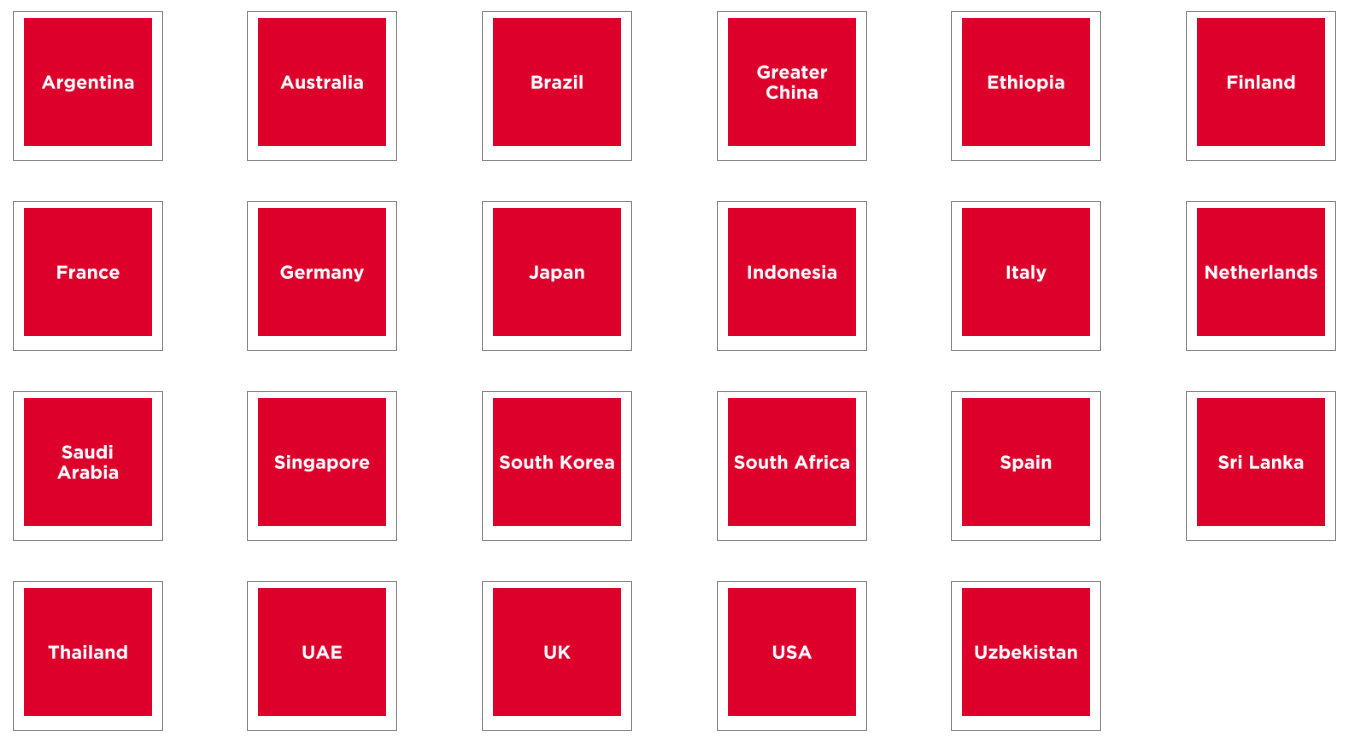 Argentina
Australia
Brazil
Greater
China
Ethiopia
Finland
France
Germany
Japan
Indonesia
Italy
Netherlands
Saudi
Arabia
Singapore
South Korea
South Africa
Spain
Sri Lanka
Thailand
UAE
UK
USA
Uzbekistan